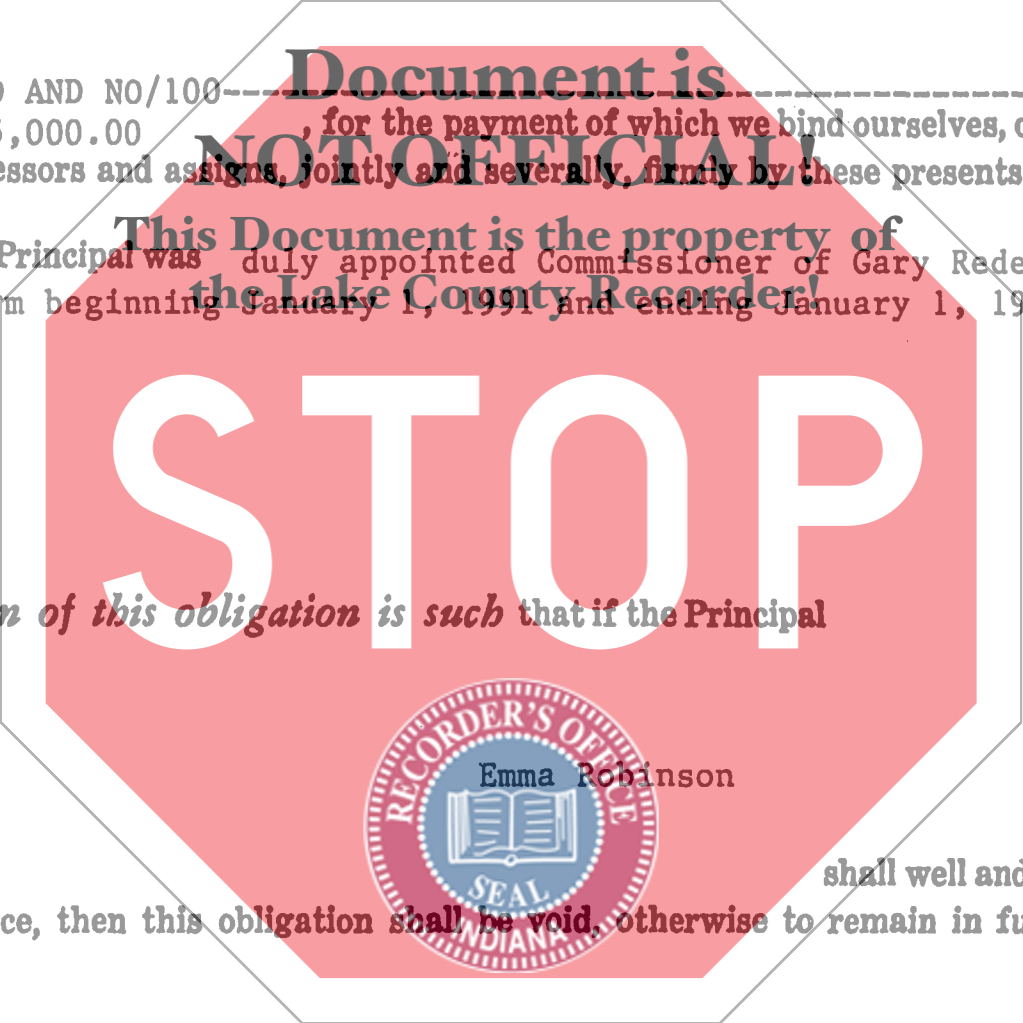 Document is
AND NO/100------------------------------------------------
,000.00 , for the payment of which we bind ourselves,
NOT OFFICIAL!
essors and assigns, jointly and severally, firmly by these presents
This Document is the property of
Principal was duly appointed Commissioner of Gary Rede
the Lake County Recorder!
m beginning January 1, 1991 and ending January 1, 19
STOP
n of this obligation is such that if the Principal
RECORDER'S OFFICE
Emma Robinson
SEAL
shall well and
ce, then this obligation shall be void, otherwise to remain in fu
INDIANA